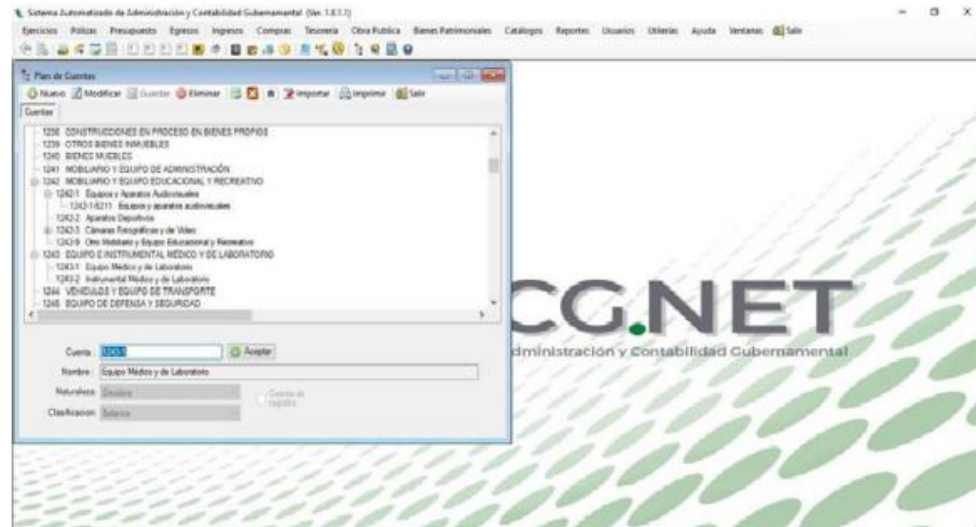 Sistema Automatizado de Administración y Contabilidad Gubernamental (Ver. 1.8.1.1)
Ejercicios Pólizas Presupuesto Egresos Ingresos Compras Tesorería Obra Publica Bienes Patrimoniales Catálogos Reportes Usuarios Utilerías Ayuda Ventanas Salir
Plan de Cuentas
Nuevo Modificar Guardar Eliminar Importar Imprimir Salir
Cuentas
1236 CONSTRUCCIONES EN PROCESO EN BIENES PROPIOS
1239 OTROS BIENES INMUEBLES
1240 BIENES MUEBLES
1241 MOBILIARIO Y EQUIPO DE ADMINISTRACIÓN
1242 MOBILIARIO Y EQUIPO EDUCACIONAL Y RECREATIVO
1242-1 Equipos y Aparatos Audiovisuales
1242-1-5211 Equipos y aparatos audiovisuales
1242-2 Aparatos Deportivos
1242-3 Cámaras Fotográficas y de Video
1242-9 Otro Mobiliario y Equipo Educacional y Recreativo
1243 EQUIPO E INSTRUMENTAL MÉDICO Y DE LABORATORIO
1243-1 Equipo Médico y de Laboratorio
1243-2 Instrumental Médico y de Laboratorio
1244 VEHICULOS Y EQUIPO DE TRANSPORTE
1245 EQUIPO DE DEFENSA Y SEGURIDAD
Cuenta : 1243-1 Aceptar
Nombre : Equipo Médico y de Laboratorio
Naturaleza: Deudora Cuenta de registro
Clasificacion: Balance
CG.NET
dministración y Contabilidad Gubernamental